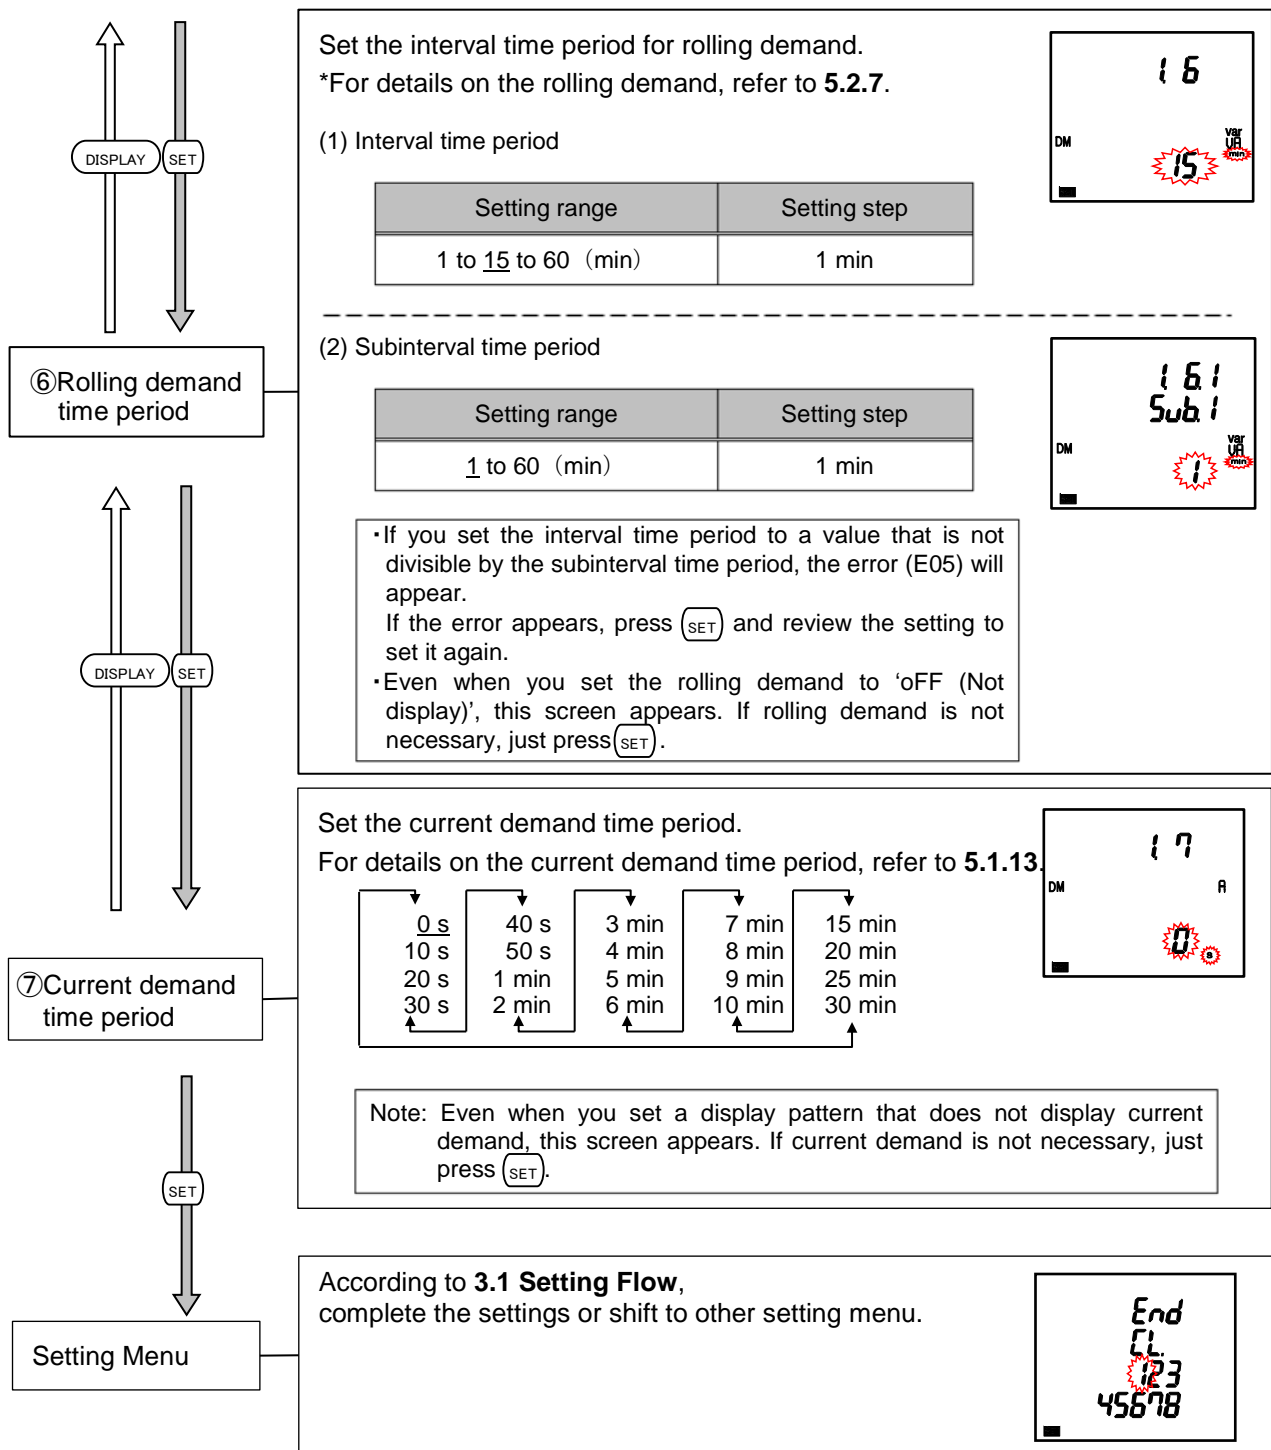 Set the interval time period for rolling demand.
*For details on the rolling demand, refer to 5.2.7.
(1) Interval time period
Setting range Setting step
1 to 15 to 60 （min） 1 min
1.6
DM
var
VA
min
15
DISPLAY SET
⑥Rolling demand
time period
(2) Subinterval time period
Setting range Setting step
1 to 60 （min） 1 min
1.6.1
Sub.1
DM
var
VA
min
1
・If you set the interval time period to a value that is not
divisible by the subinterval time period, the error (E05) will
appear.
If the error appears, press SET and review the setting to
set it again.
・Even when you set the rolling demand to ‘oFF (Not
display)’, this screen appears. If rolling demand is not
necessary, just press SET.
DISPLAY SET
Set the current demand time period.
For details on the current demand time period, refer to 5.1.13.
0 s 40 s 3 min 7 min 15 min
10 s 50 s 4 min 8 min 20 min
20 s 1 min 5 min 9 min 25 min
30 s 2 min 6 min 10 min 30 min
1.7
DM
A
0 s
⑦Current demand
time period
Note: Even when you set a display pattern that does not display current
demand, this screen appears. If current demand is not necessary, just
press SET.
SET
Setting Menu
According to 3.1 Setting Flow,
complete the settings or shift to other setting menu.
End
CL.
123
45678